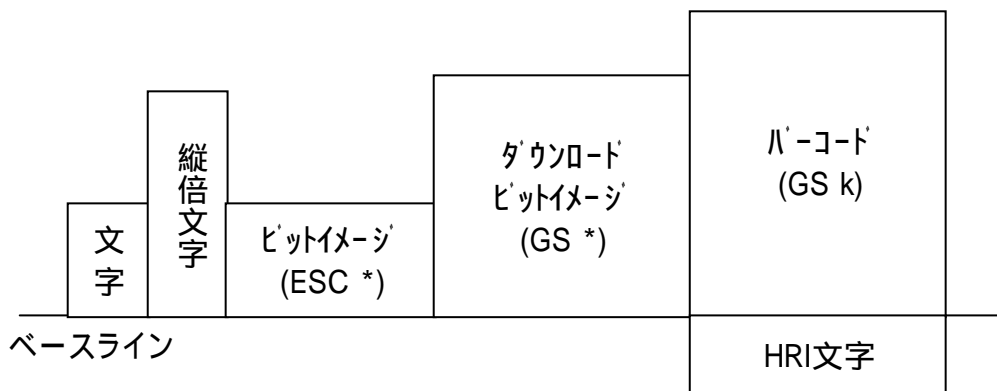 文
字
縦
倍
文
字
ﾋﾞｯﾄｲﾒｰｼﾞ
(ESC *)
ﾀﾞｳﾝﾛｰﾄﾞ
ﾋﾞｯﾄｲﾒｰｼﾞ
(GS *)
ﾊﾞｰｺｰﾄﾞ
(GS k)
ベースライン
HRI文字